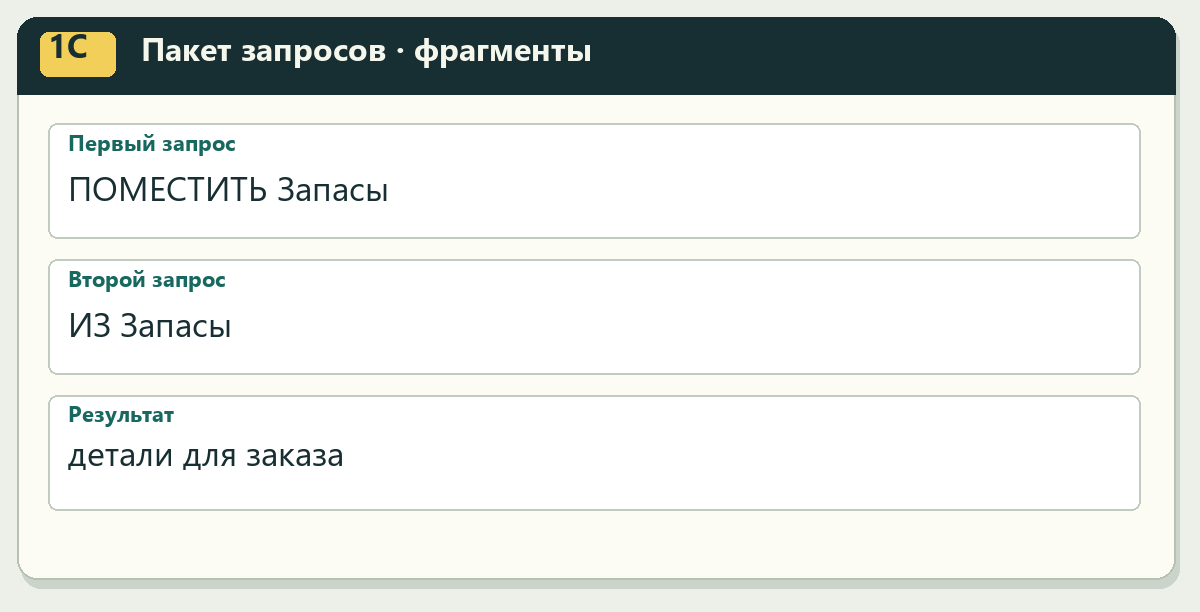 1С
Пакет запросов · фрагменты
Первый запрос
ПОМЕСТИТЬ Запасы
Второй запрос
ИЗ Запасы
Результат
детали для заказа